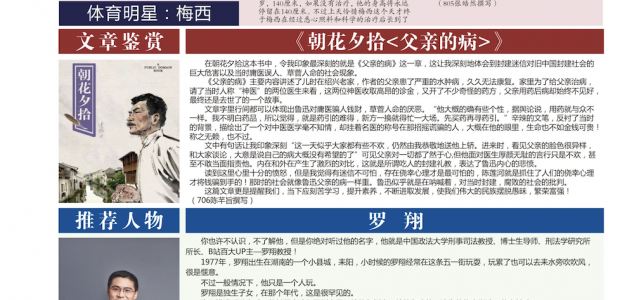 岁，140厘米，如果没有治疗，他的身高将永远
停留在140厘米。不过上天怜惜梅西这个天才终
于梅西在经过悉心照料和科学的治疗后长到了
（805张皓然撰写）
体育明星：梅西
文章鉴赏
《朝花夕拾<父亲的病>》
朝花夕拾
在朝花夕拾这本书中，令我印象最深刻的就是《父亲的病》这一章，这让我深刻地体会到封建迷信对旧中国封建社会的
巨大危害以及当时庸医误人、草菅人命的社会现象。
《父亲的病》主要内容讲述了儿时在绍兴老家，作者的父亲患了严重的水肿病，久久无法康复。家里为了给父亲治病，
请了当时人称“神医”的两位医生来看，这两位神医收取高昂的诊金，又开了不少奇怪的药方，父亲用药后病却始终不见好，
最终还是去世了的一个故事。
文章字里行间都可以体现出鲁迅对庸医骗人钱财，草菅人命的厌恶。“他大概的确有些个性，据舆论说，用药就与众不
一样。我不明白药品，所以觉得，就是药引的难得，新方一换就得忙一大场。先买药再寻药引。”辛辣的文笔，反衬了当时
的背景，描绘出了一个对中医医学毫不知情，却挂着名医的称号在都招摇诓骗的人，大概在他的眼里，生命也不如金钱可贵！
称之无赖，也不过。
文中有句话让我印象深刻“这一天似乎大家都有些不欢，仍然由我恭敬地送他上轿。进来时，看见父亲的脸色很异样，
和大家谈论，大意是说自己的病大概没有希望的了”可见父亲对一切都了然于心，但他面对医生厚颜无耻的言行只是不欢，甚
至不敢当面指责他。内在和外在产生了激烈的对比，这就是所谓吃人的封建礼教，表达了鲁迅内心的悲愤。
读到这里心里十分的愤怒，但是我觉得有迷信不可怕，存在侥幸心理才是最可怕的，陈莲河就是抓住了人们的侥幸心理
才将钱骗到手的！那时的社会就像鲁迅父亲的病一样重。鲁迅似乎就是在呐喊着，对当时封建，腐败的社会的批判。
这篇文章更是提醒我们，当下应刻苦学习，提升素养，不断进取发展，使我们伟大的民族摆脱愚昧，繁荣富强！
（706陈芊旨撰写）
推荐人物
罗 翔
你也许不认识，不了解他，但是你绝对听过他的名字，他就是中国政法大学刑事司法教授、博士生导师、刑法学研究所
所长、B站百大UP主—罗翔教授！
1977年，罗翔出生在湖南的一个小县城，耒阳，小时候的罗翔经常在这条五一街玩耍，玩累了也可以去耒水旁吹吹风，
很是惬意。
不过一般情况下，他只是一个人玩。
罗翔是独生子女，在那个年代，这是很罕见的。